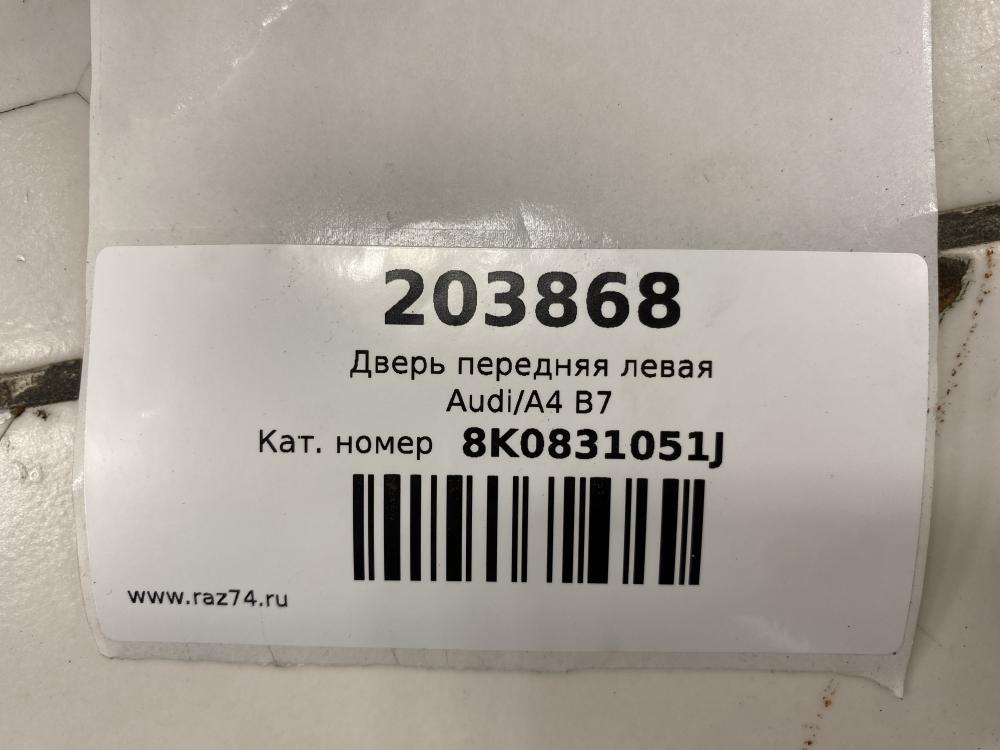 203868
Дверь передняя левая
Audi/A4 B7
Кат. номер 8K0831051J
www.raz74.ru